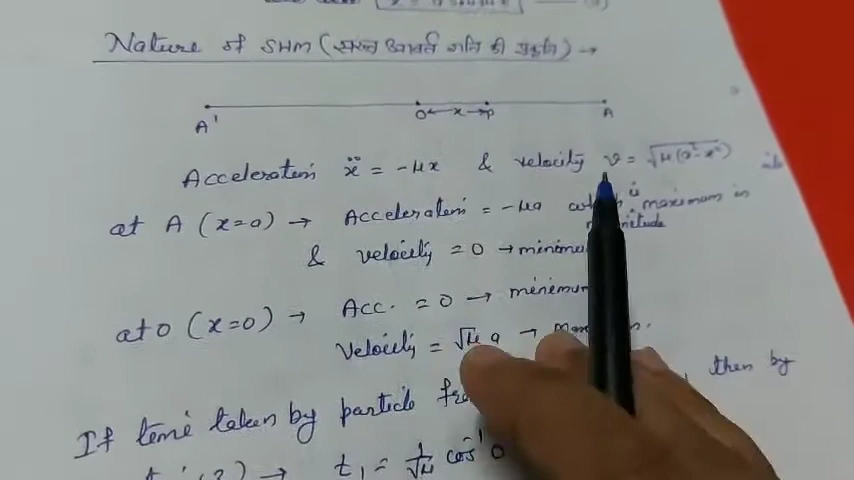 Nature of SHM (सरल आवर्त गति की प्रकृति) →
A' O ← x → P A
Acceleration ẍ = -μx & velocity v = √μ(a²-x²)
at A (x=a) → Acceleration = -μa which is maximum in magnitude
& velocity = 0 → minimum
at O (x=0) → Acc. = 0 → minimum
Velocity = √μ a →
If time taken by particle then by
t₁ = 1/√μ cos⁻¹ 0